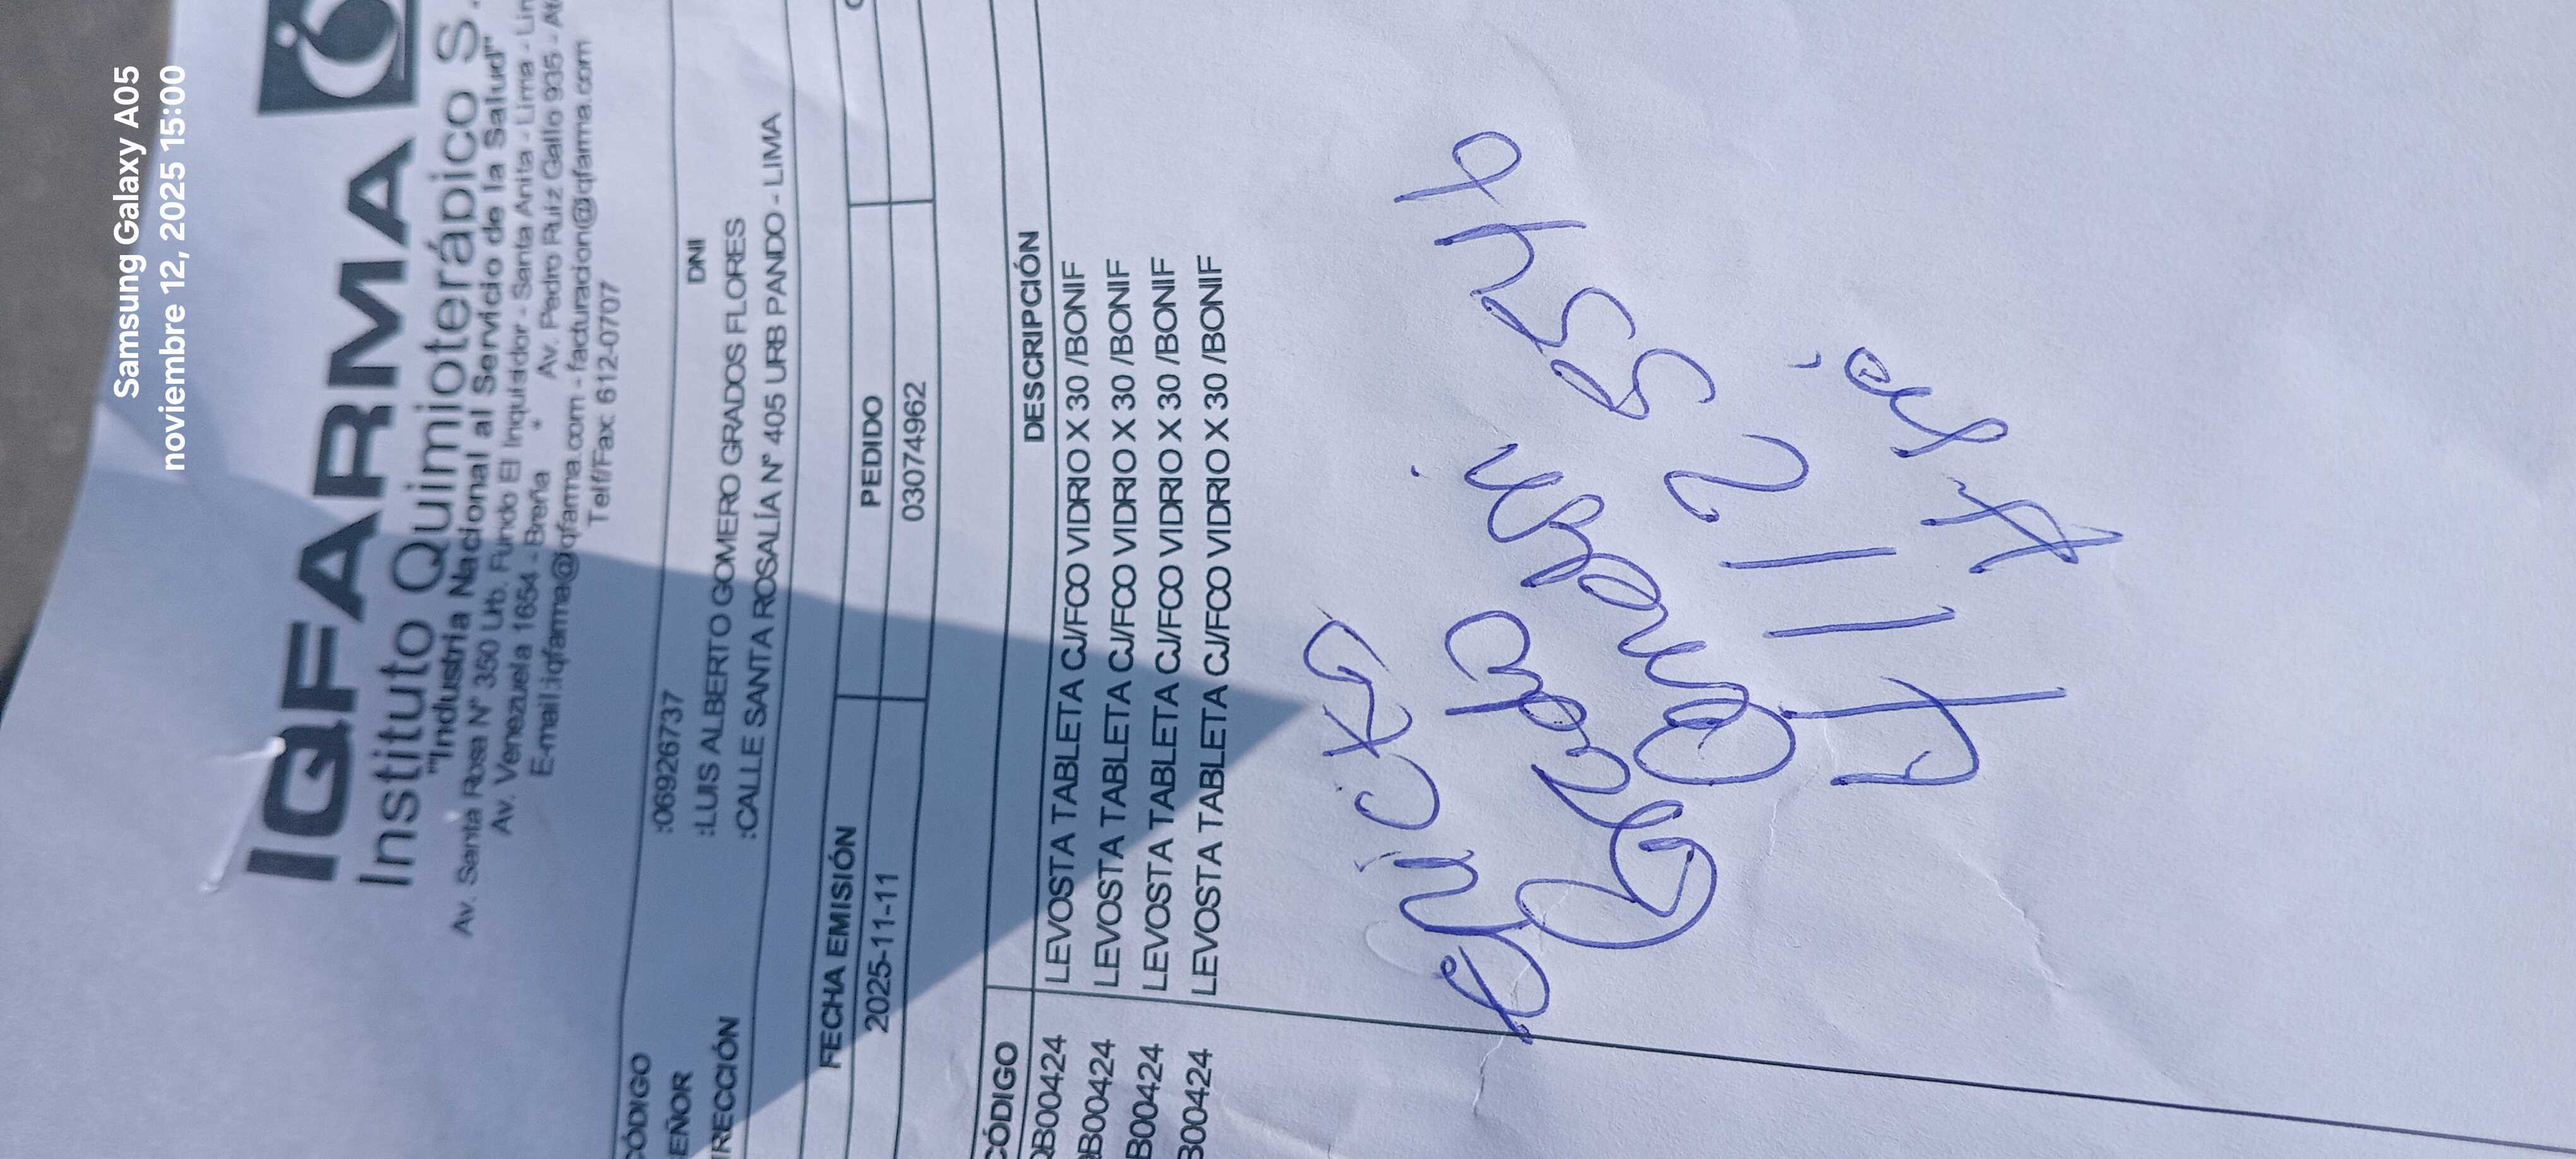 Samsung Galaxy A05
noviembre 12, 2025 15:00
IQFARMA
Instituto Quimioterápico S.
"Industria Nacional al Servicio de la Salud"
Av. Santa Rosa N° 350 Urb. Fundo El Inquisidor - Santa Anita - Lima - Lim
Av. Venezuela 1654 - Breña * Av. Pedro Ruíz Gallo 935 - At
E-mail:iqfarma@iqfarma.com - facturacion@iqfarma.com
Telf/Fax: 612-0707
CÓDIGO :06926737
EÑOR :LUIS ALBERTO GOMERO GRADOS FLORES DNI
IRECCIÓN :CALLE SANTA ROSALÍA N° 405 URB PANDO - LIMA
FECHA EMISIÓN PEDIDO
2025-11-11 03074962
CÓDIGO DESCRIPCIÓN
QB00424 LEVOSTA TABLETA CJ/FCO VIDRIO X 30 /BONIF
QB00424 LEVOSTA TABLETA CJ/FCO VIDRIO X 30 /BONIF
B00424 LEVOSTA TABLETA CJ/FCO VIDRIO X 30 /BONIF
B00424 LEVOSTA TABLETA CJ/FCO VIDRIO X 30 /BONIF